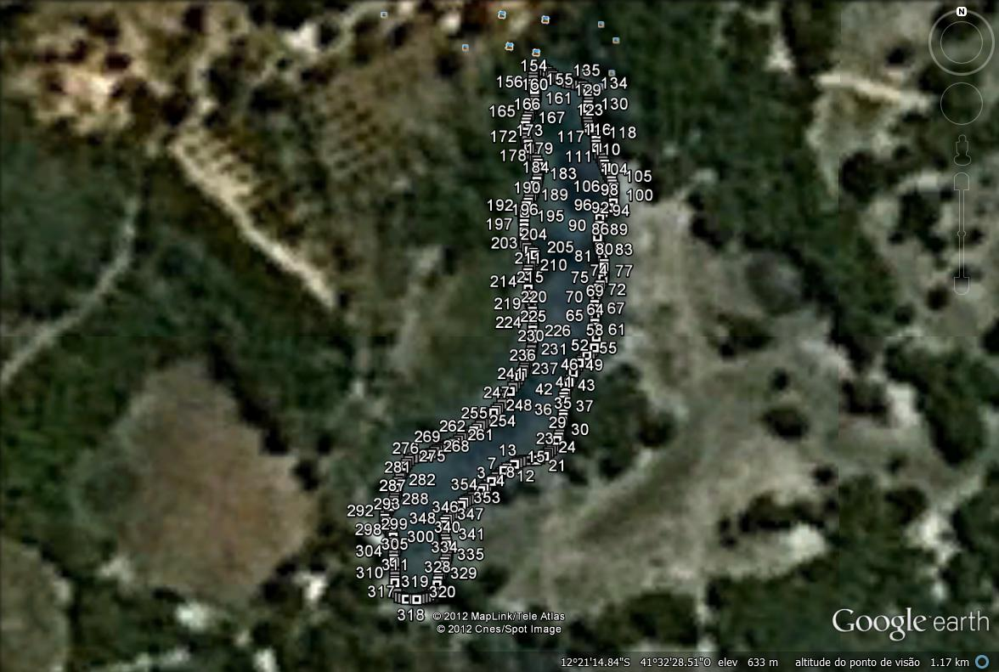 N
154 135
156 160 155 129 134
166 161 123 130
165 167
172 173 117 116 118
178 179 111 110
184 183 104 105
190 189 106 98 100
192 196 195 96 92 94
197 204 90 86 89
203 205 81 80 83
211 210 74 77
214 215 75 69 72
219 220 70 64 67
224 225 65
230 226 58 61
236 231 52 55
241 237 46 49
247 42 41 43
248 36 35 37
255 254 29
262 261 30
269 268 23 24
276 275 13 15 21
281 7 8 12
282 3 4
287 354 353
288 346 347
292 293
298 299 348 340 341
304 305 300 334 335
310 311 328 329
317 319 320
318
© 2012 MapLink/Tele Atlas
© 2012 Cnes/Spot Image
Google earth
12°21'14.84"S 41°32'28.51"O elev 633 m altitude do ponto de visão 1.17 km